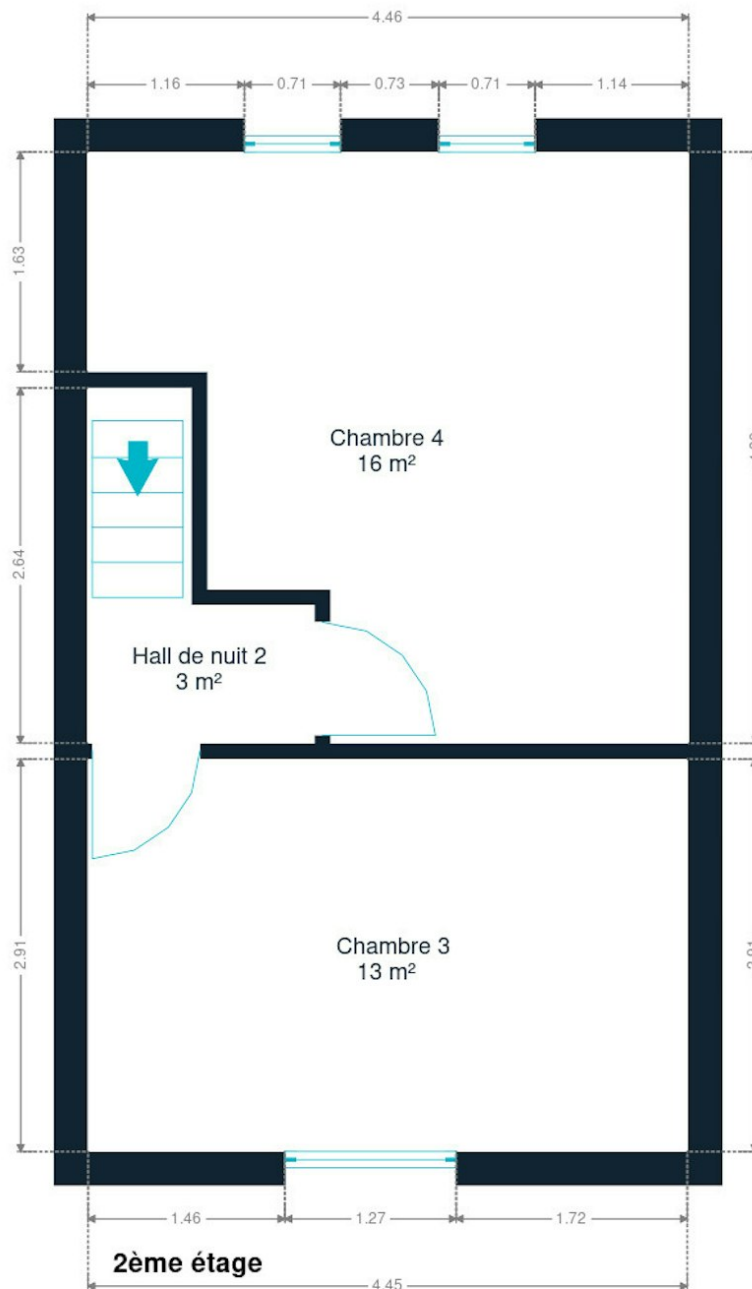 4.46
1.16 0.71 0.73 0.71 1.14
1.63
Chambre 4
16 m²
2.64
Hall de nuit 2
3 m²
Chambre 3
13 m²
2.91
1.46 1.27 1.72
2ème étage
4.45